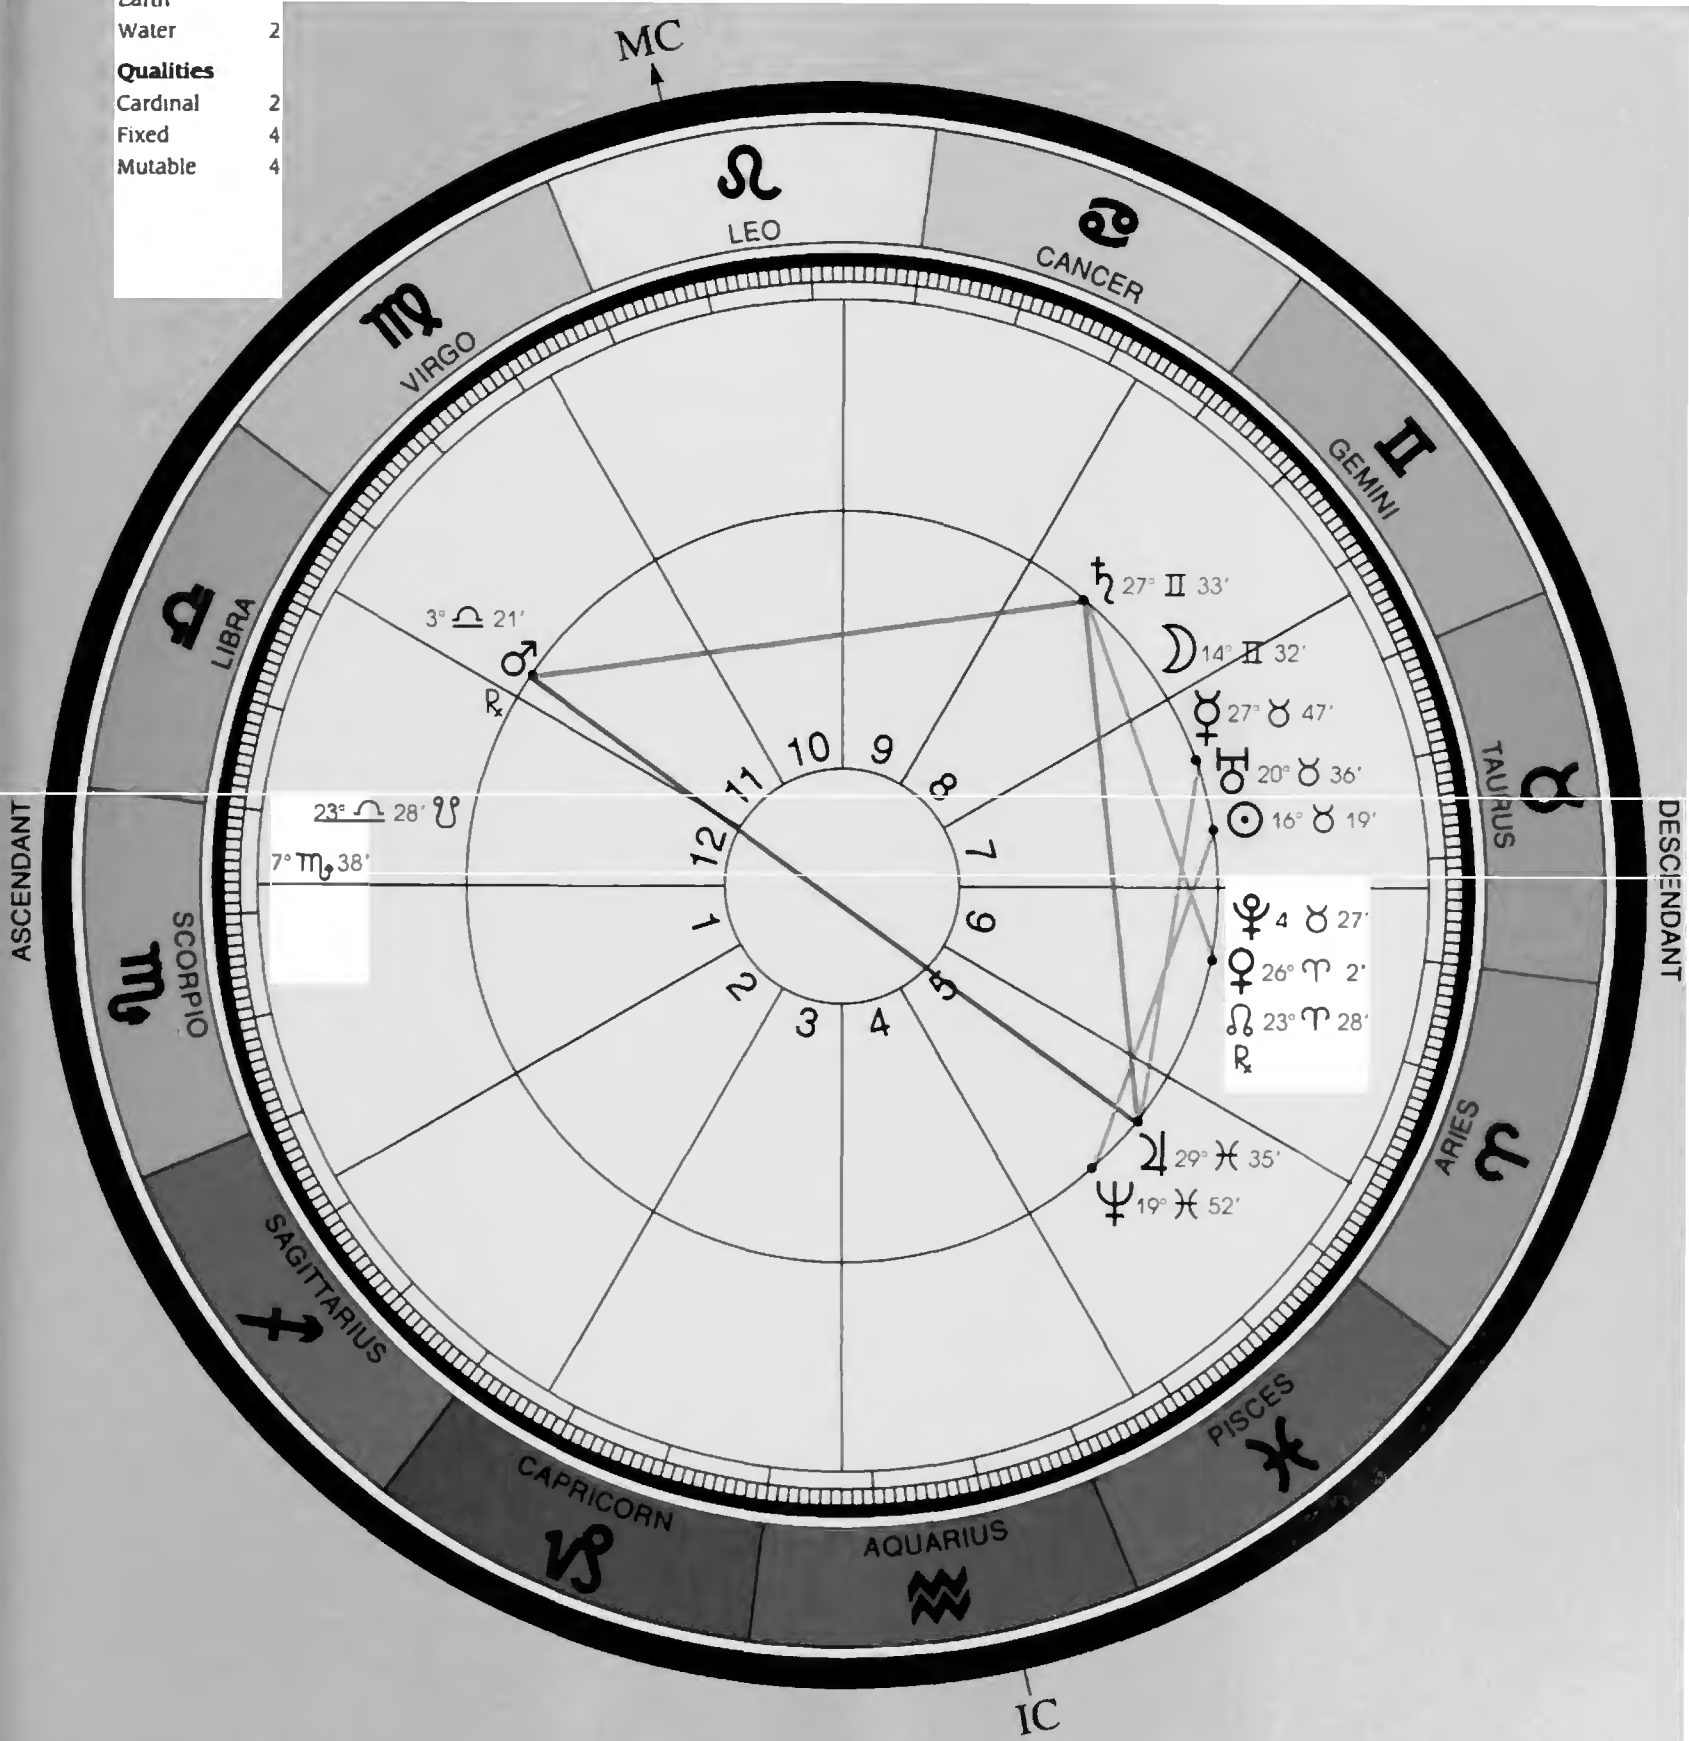 Earth
Water 2
Qualities
Cardinal 2
Fixed 4
Mutable 4
MC
♌
LEO
♋
CANCER
♊
GEMINI
♉
TAURUS
♈
ARIES
♓
PISCES
♒
AQUARIUS
♑
CAPRICORN
♐
SAGITTARIUS
♏
SCORPIO
♎
LIBRA
♍
VIRGO
ASCENDANT
DESCENDANT
IC
♄ 27° ♊ 33'
☽ 14° ♊ 32'
☿ 27° ♉ 47'
♅ 20° ♉ 36'
☉ 16° ♉ 19'
♇ 4 ♉ 27'
♀ 26° ♈ 2'
☊ 23° ♈ 28'
℞
♃ 29° ♓ 35'
♆ 19° ♓ 52'
3° ♎ 21'
♂
℞
23° ♎ 28' ☋
7° ♏ 38'
1
2
3
4
5
6
7
8
9
10
11
12